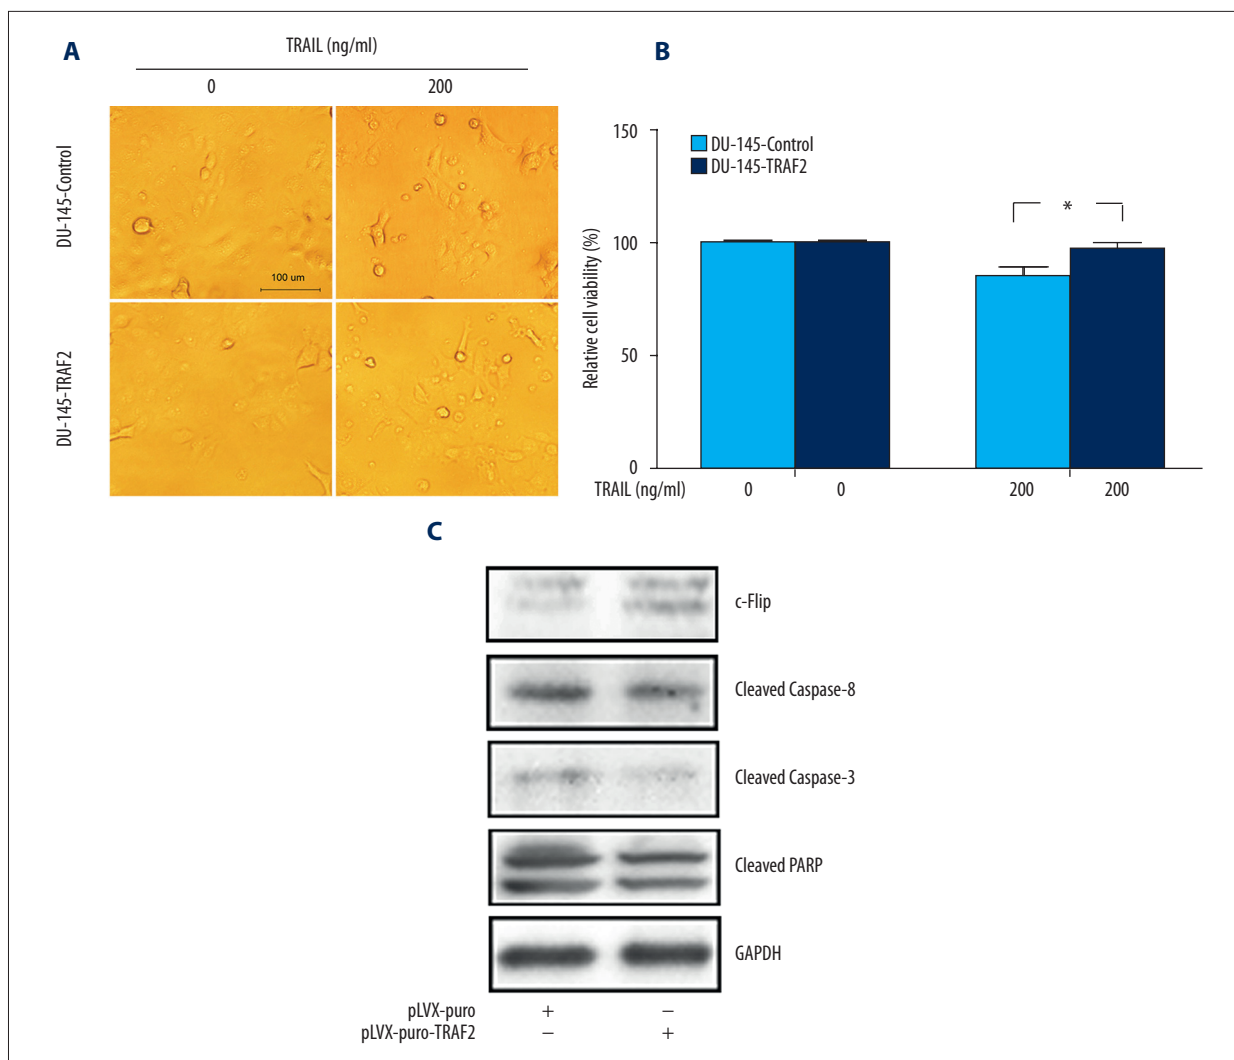 A
TRAIL (ng/ml)
0 200
DU-145-Control
100 um
DU-145-TRAF2
B
150
DU-145-Control
DU-145-TRAF2
*
100
Relative cell viability (%)
50
0
TRAIL (ng/ml) 0 0 200 200
C
c-Flip
Cleaved Caspase-8
Cleaved Caspase-3
Cleaved PARP
GAPDH
pLVX-puro + –
pLVX-puro-TRAF2 – +